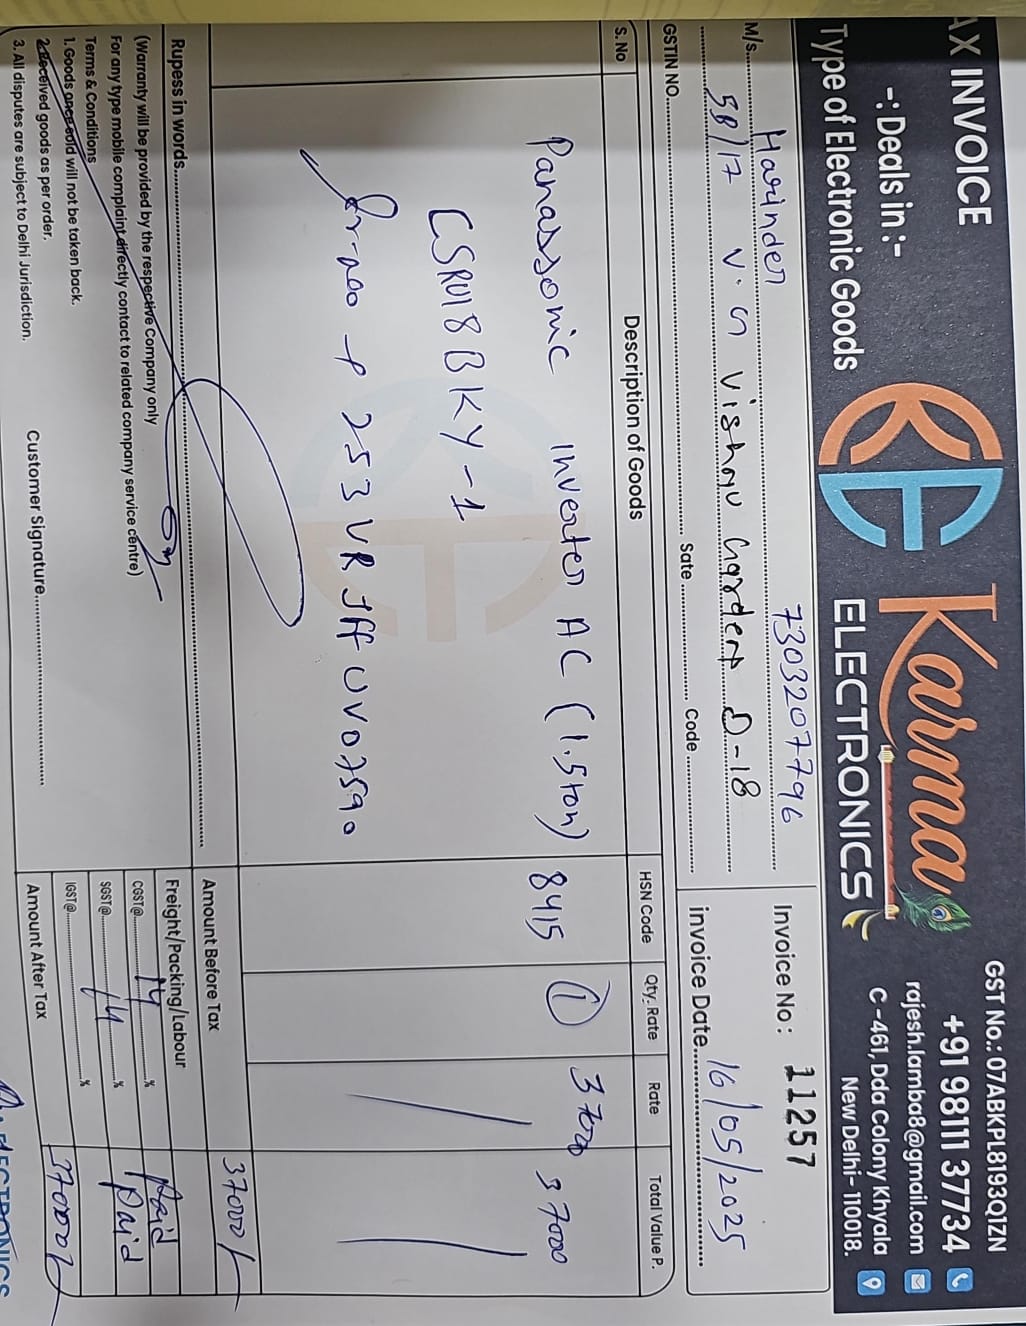 TAX INVOICE
GST No.: 07ABKPL8193Q1ZN
-: Deals in :-
Type of Electronic Goods
KE
Karma
ELECTRONICS
+91 98111 37734
rajesh.lamba8@gmail.com
C-461, Dda Colony Khyala
New Delhi- 110018.
M/s. Harinder 7303207796
Invoice No : 11257
5B/17 V.G Vishnu Garden D-18
GSTIN NO. Sate Code
invoice Date 16/05/2025
S. No Description of Goods HSN Code Qty. Rate Rate Total Value P.
Panassonic Inverter AC (1.5ton) 8415 1 37000 37000
CSRU18BKY-1
Amount Before Tax 37000/-
Rupess in words
Freight/Packing/Labour
(Warranty will be provided by the respective Company only
CGST@ 14 % Paid
For any type mobile complaint directly contact to related company service centre)
SGST@ 14 % Paid
Terms & Conditions
1. Goods once sold will not be taken back.
IGST@ %
2. Received goods as per order.
3. All disputes are subject to Delhi Jurisdiction.
Customer Signature
Amount After Tax 37000/-